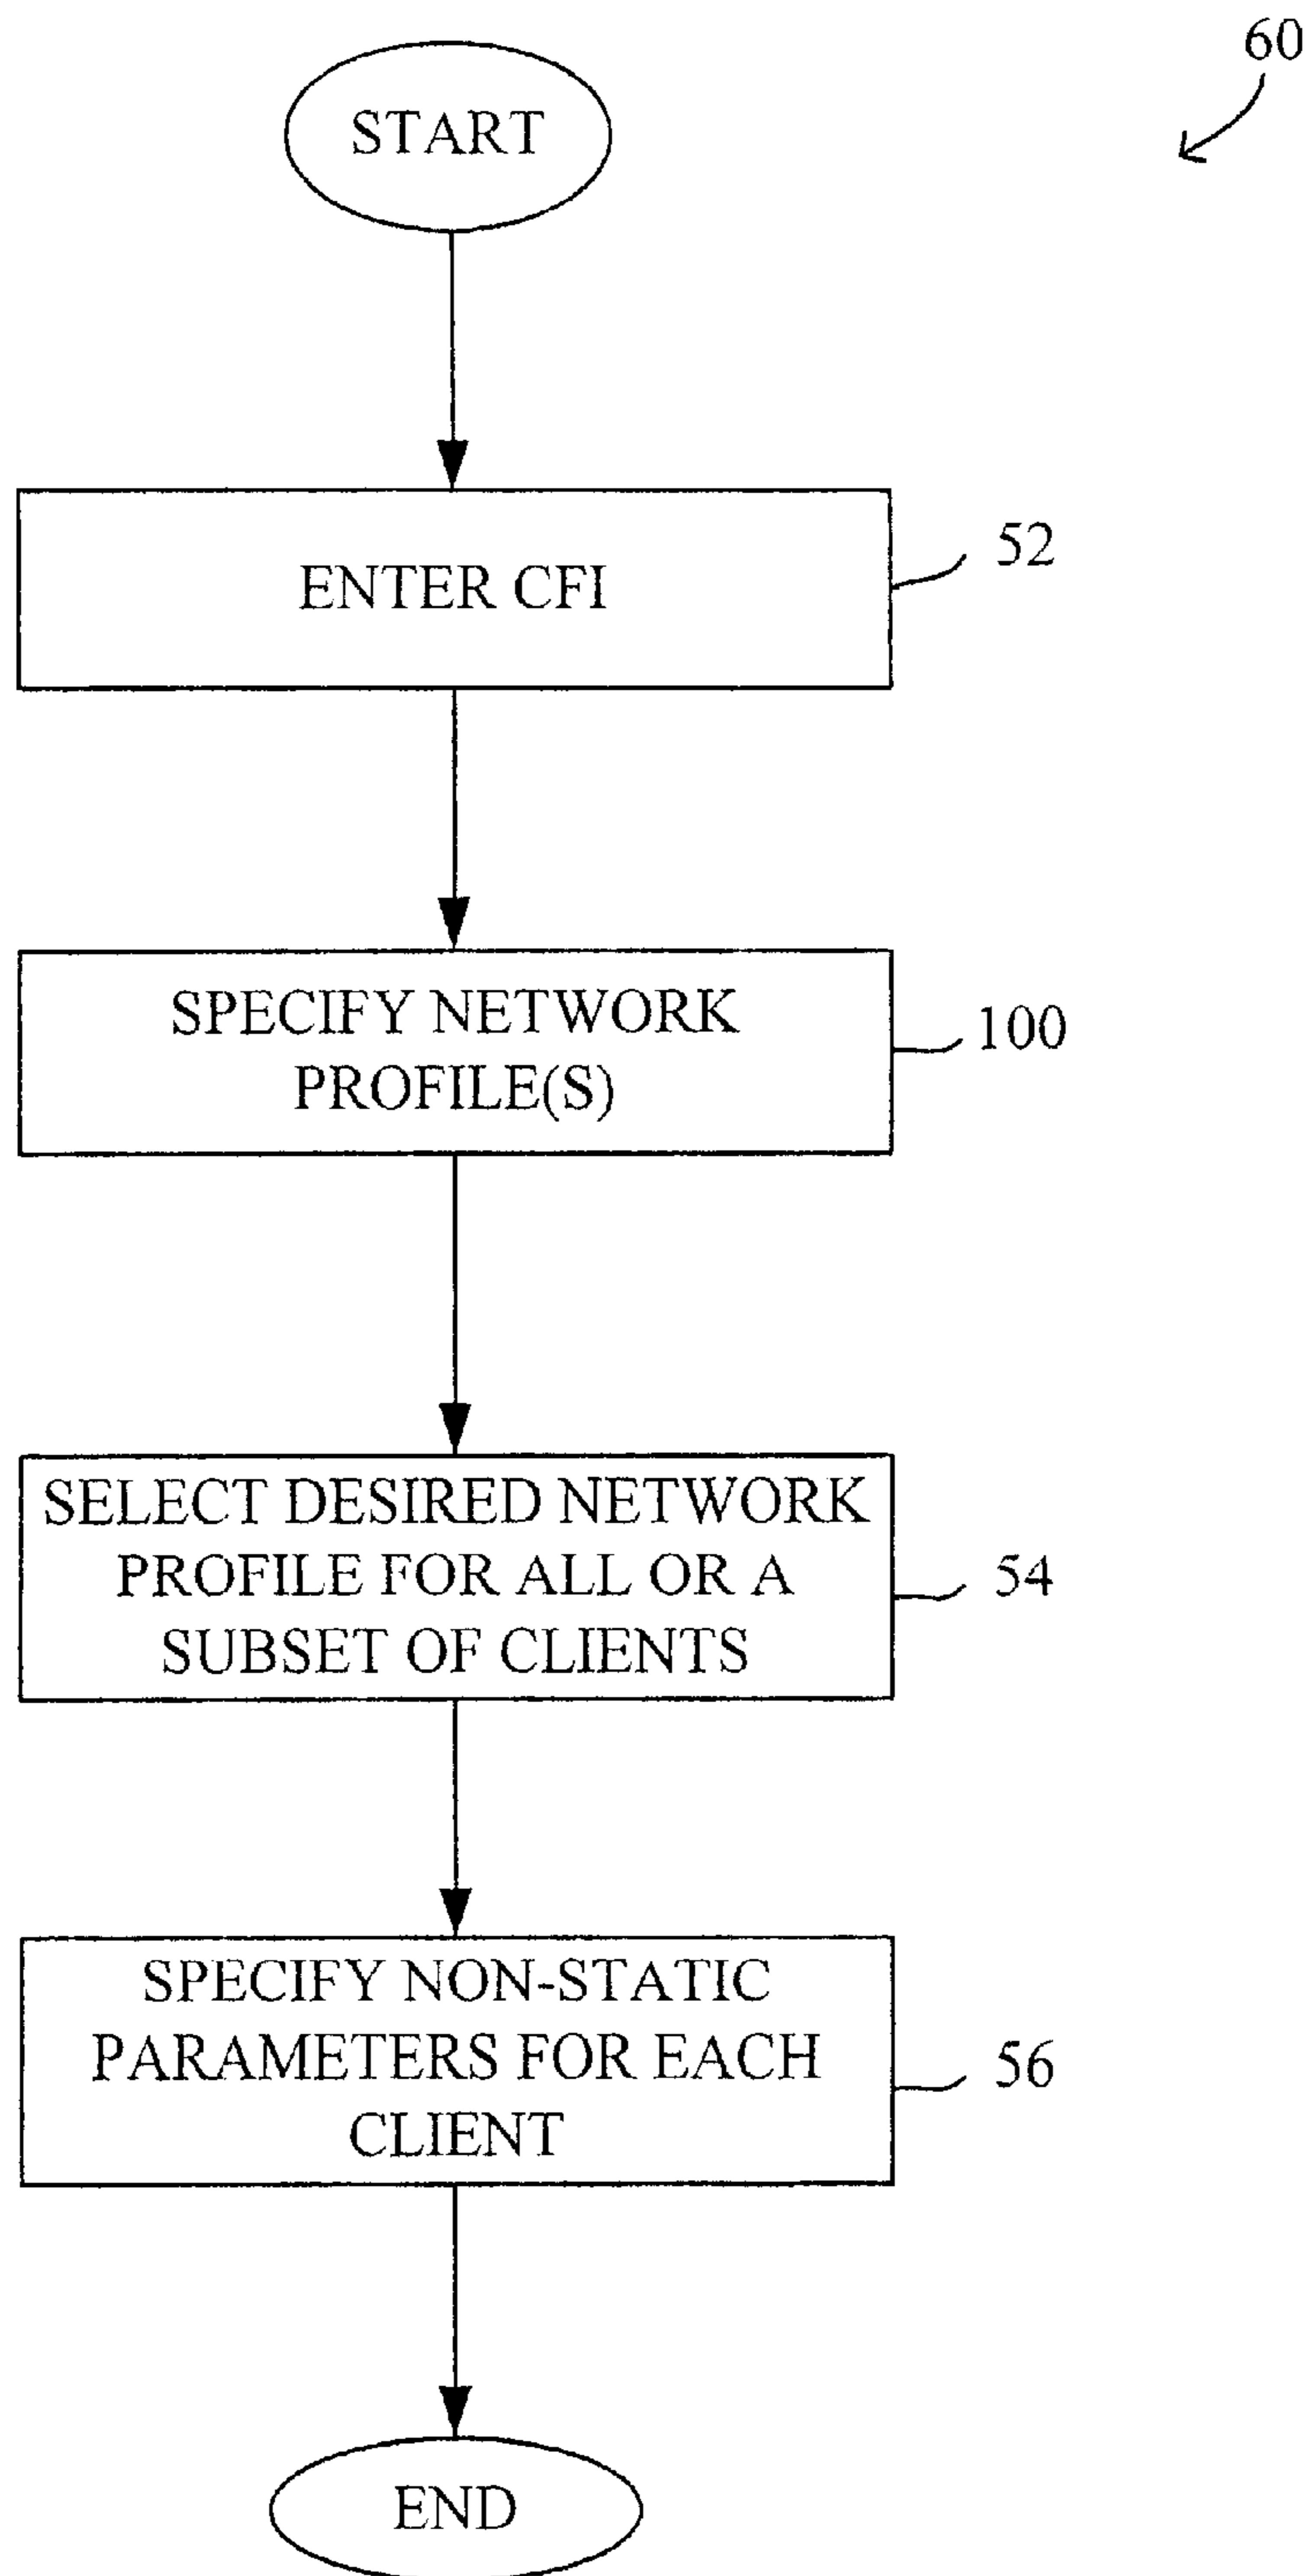 60
START
ENTER CFI
52
SPECIFY NETWORK
PROFILE(S)
100
SELECT DESIRED NETWORK
PROFILE FOR ALL OR A
SUBSET OF CLIENTS
54
SPECIFY NON-STATIC
PARAMETERS FOR EACH
CLIENT
56
END